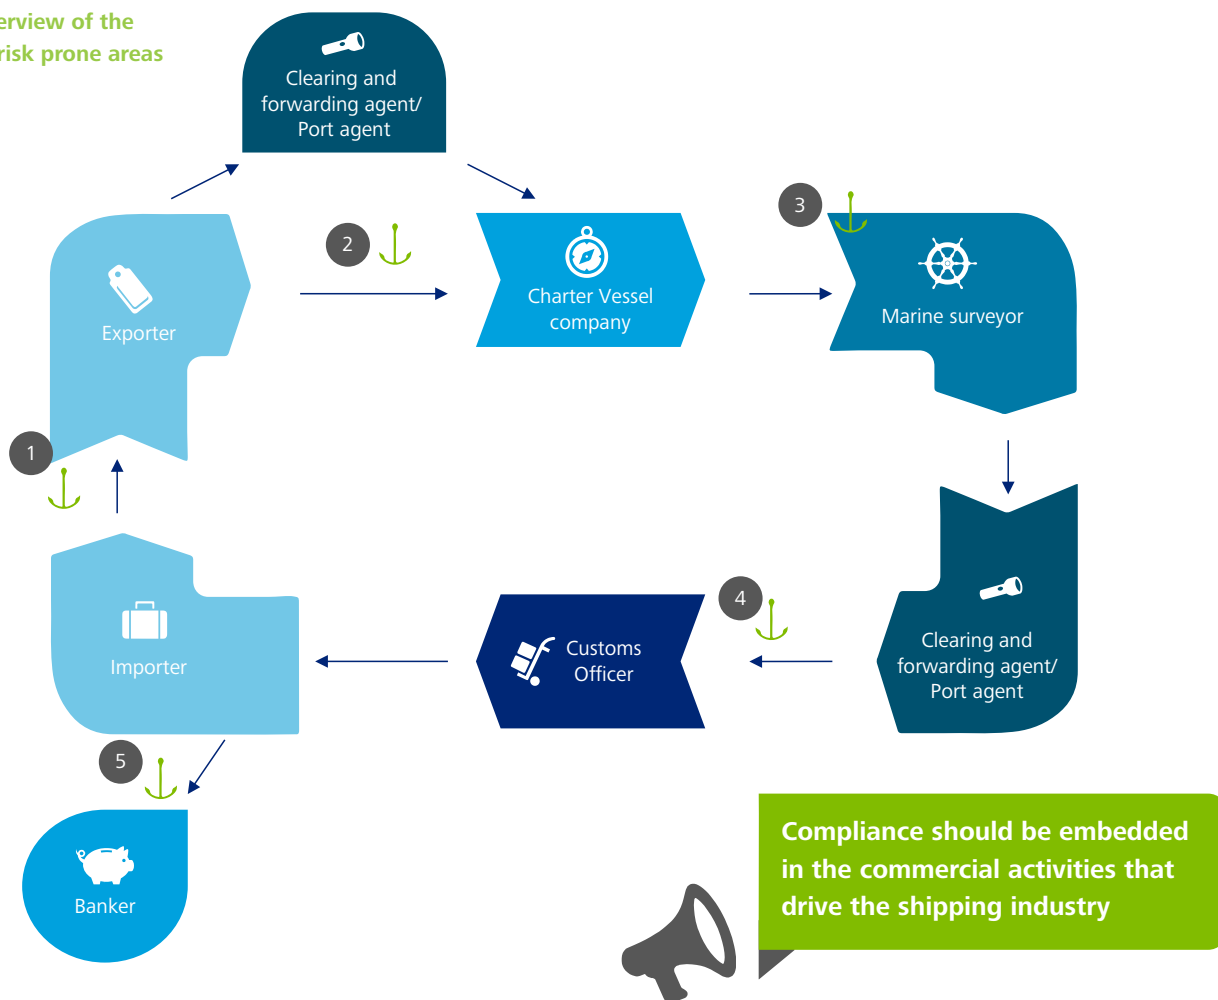 risk prone areas
of the
Clearing and
forwarding agent/
Port agent
2
3
Exporter
Charter Vessel
company
Marine surveyor
1
Importer
Customs
Officer
4
Clearing and
forwarding agent/
Port agent
5
Banker
Compliance should be embedded
in the commercial activities that
drive the shipping industry